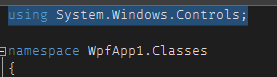 using System.Windows.Controls;
namespace WpfApp1.Classes
{